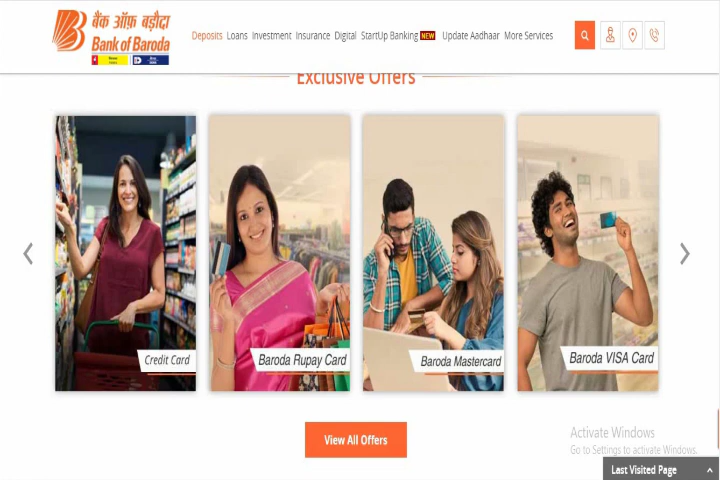 बैंक ऑफ़ बड़ौदा
Bank of Baroda
Deposits Loans Investment Insurance Digital StartUp Banking NEW Update Aadhaar More Services
Exclusive Offers
Credit Card
Baroda Rupay Card
Baroda Mastercard
Baroda VISA Card
View All Offers
Activate Windows
Go to Settings to activate Windows.
Last Visited Page